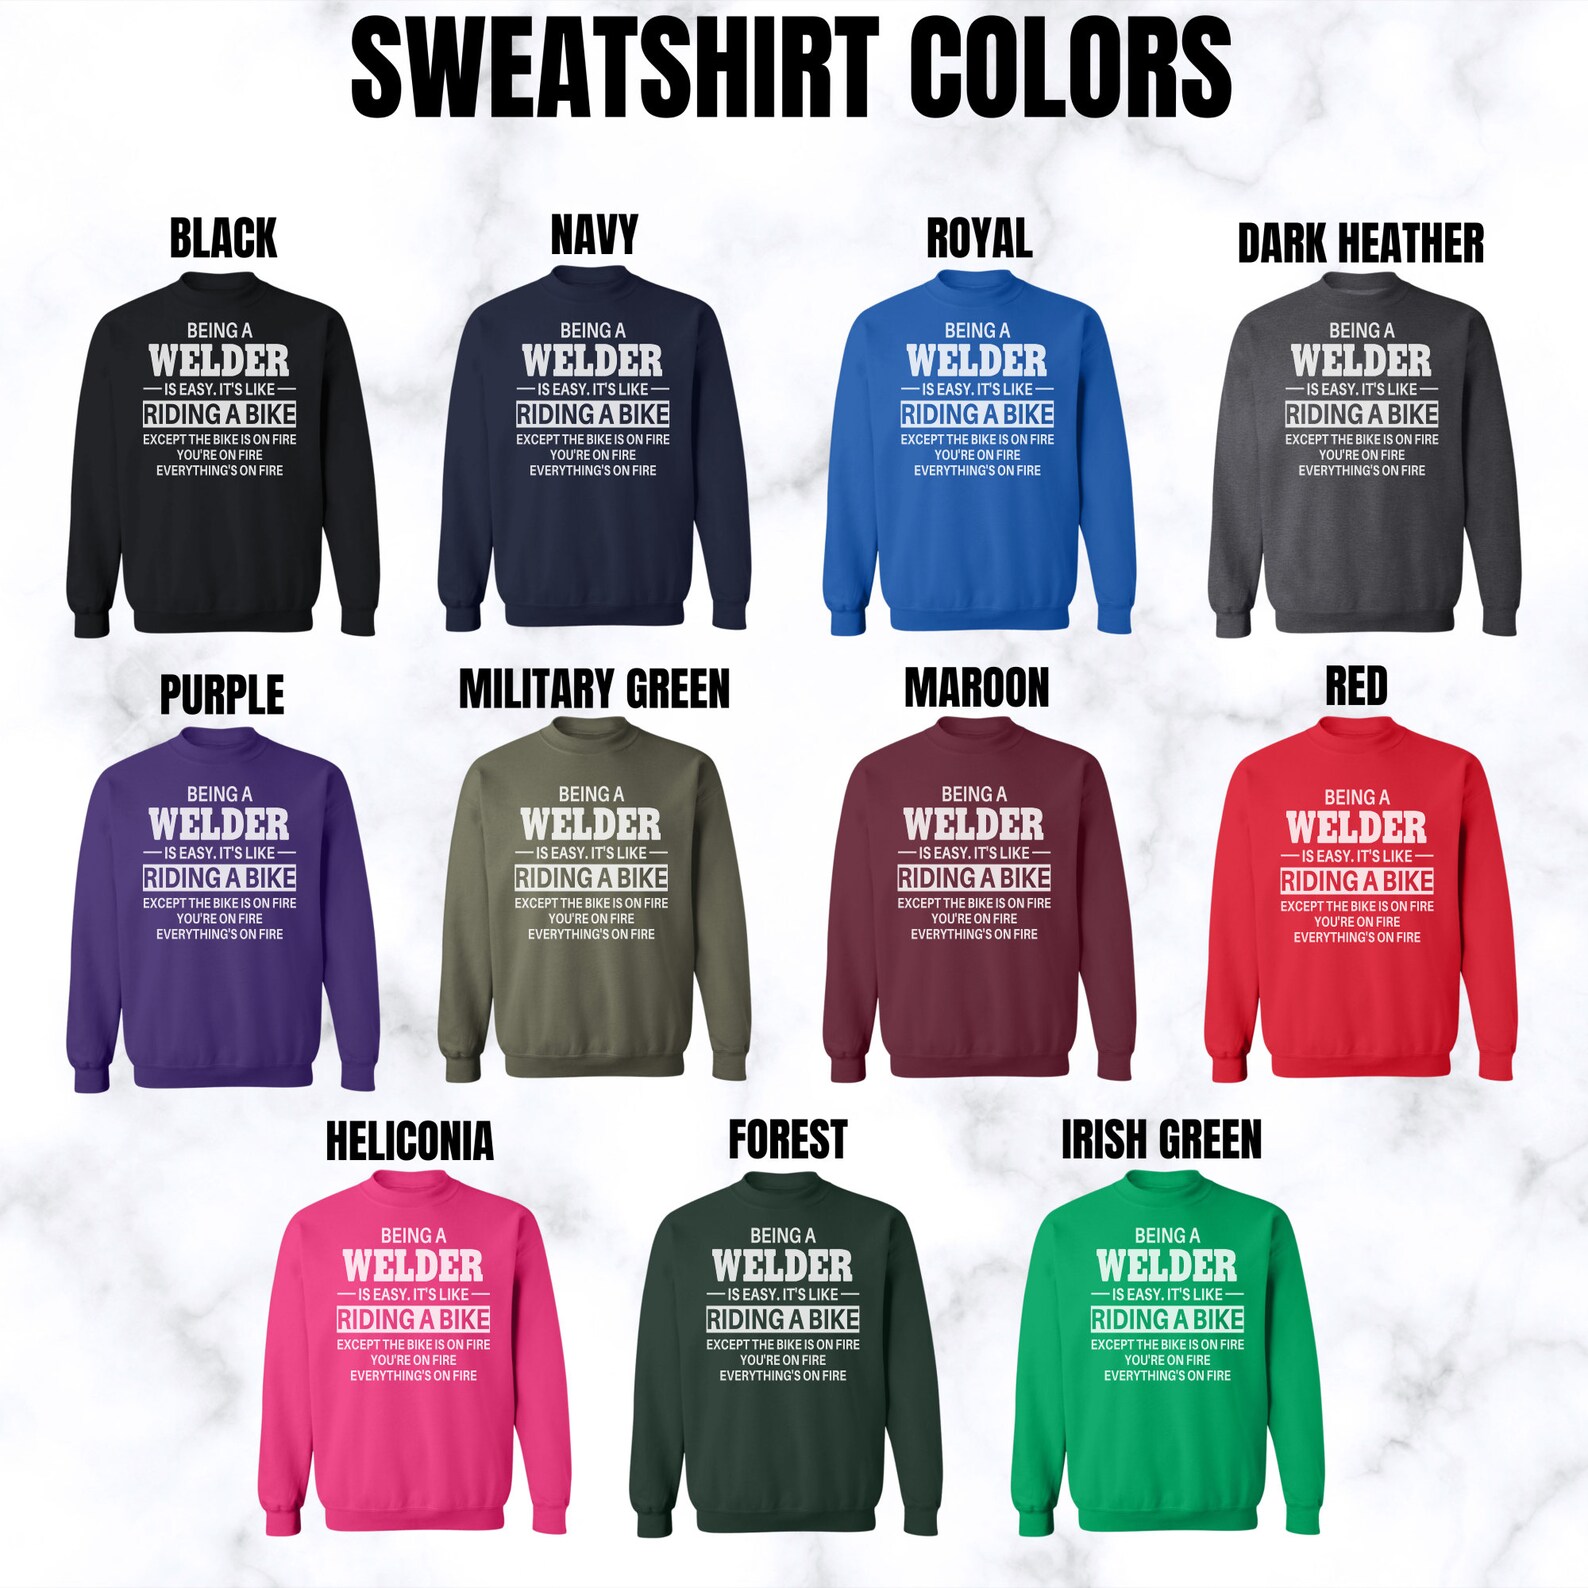 SWEATSHIRT COLORS
BLACK
BEING A
WELDER
IS EASY. IT'S LIKE
RIDING A BIKE
EXCEPT THE BIKE IS ON FIRE
YOU'RE ON FIRE
EVERYTHING'S ON FIRE
NAVY
BEING A
WELDER
IS EASY. IT'S LIKE
RIDING A BIKE
EXCEPT THE BIKE IS ON FIRE
YOU'RE ON FIRE
EVERYTHING'S ON FIRE
ROYAL
BEING A
WELDER
IS EASY. IT'S LIKE
RIDING A BIKE
EXCEPT THE BIKE IS ON FIRE
YOU'RE ON FIRE
EVERYTHING'S ON FIRE
DARK HEATHER
BEING A
WELDER
IS EASY. IT'S LIKE
RIDING A BIKE
EXCEPT THE BIKE IS ON FIRE
YOU'RE ON FIRE
EVERYTHING'S ON FIRE
PURPLE
BEING A
WELDER
IS EASY. IT'S LIKE
RIDING A BIKE
EXCEPT THE BIKE IS ON FIRE
YOU'RE ON FIRE
EVERYTHING'S ON FIRE
MILITARY GREEN
BEING A
WELDER
IS EASY. IT'S LIKE
RIDING A BIKE
EXCEPT THE BIKE IS ON FIRE
YOU'RE ON FIRE
EVERYTHING'S ON FIRE
MAROON
BEING A
WELDER
IS EASY. IT'S LIKE
RIDING A BIKE
EXCEPT THE BIKE IS ON FIRE
YOU'RE ON FIRE
EVERYTHING'S ON FIRE
RED
BEING A
WELDER
IS EASY. IT'S LIKE
RIDING A BIKE
EXCEPT THE BIKE IS ON FIRE
YOU'RE ON FIRE
EVERYTHING'S ON FIRE
HELICONIA
BEING A
WELDER
IS EASY. IT'S LIKE
RIDING A BIKE
EXCEPT THE BIKE IS ON FIRE
YOU'RE ON FIRE
EVERYTHING'S ON FIRE
FOREST
BEING A
WELDER
IS EASY. IT'S LIKE
RIDING A BIKE
EXCEPT THE BIKE IS ON FIRE
YOU'RE ON FIRE
EVERYTHING'S ON FIRE
IRISH GREEN
BEING A
WELDER
IS EASY. IT'S LIKE
RIDING A BIKE
EXCEPT THE BIKE IS ON FIRE
YOU'RE ON FIRE
EVERYTHING'S ON FIRE